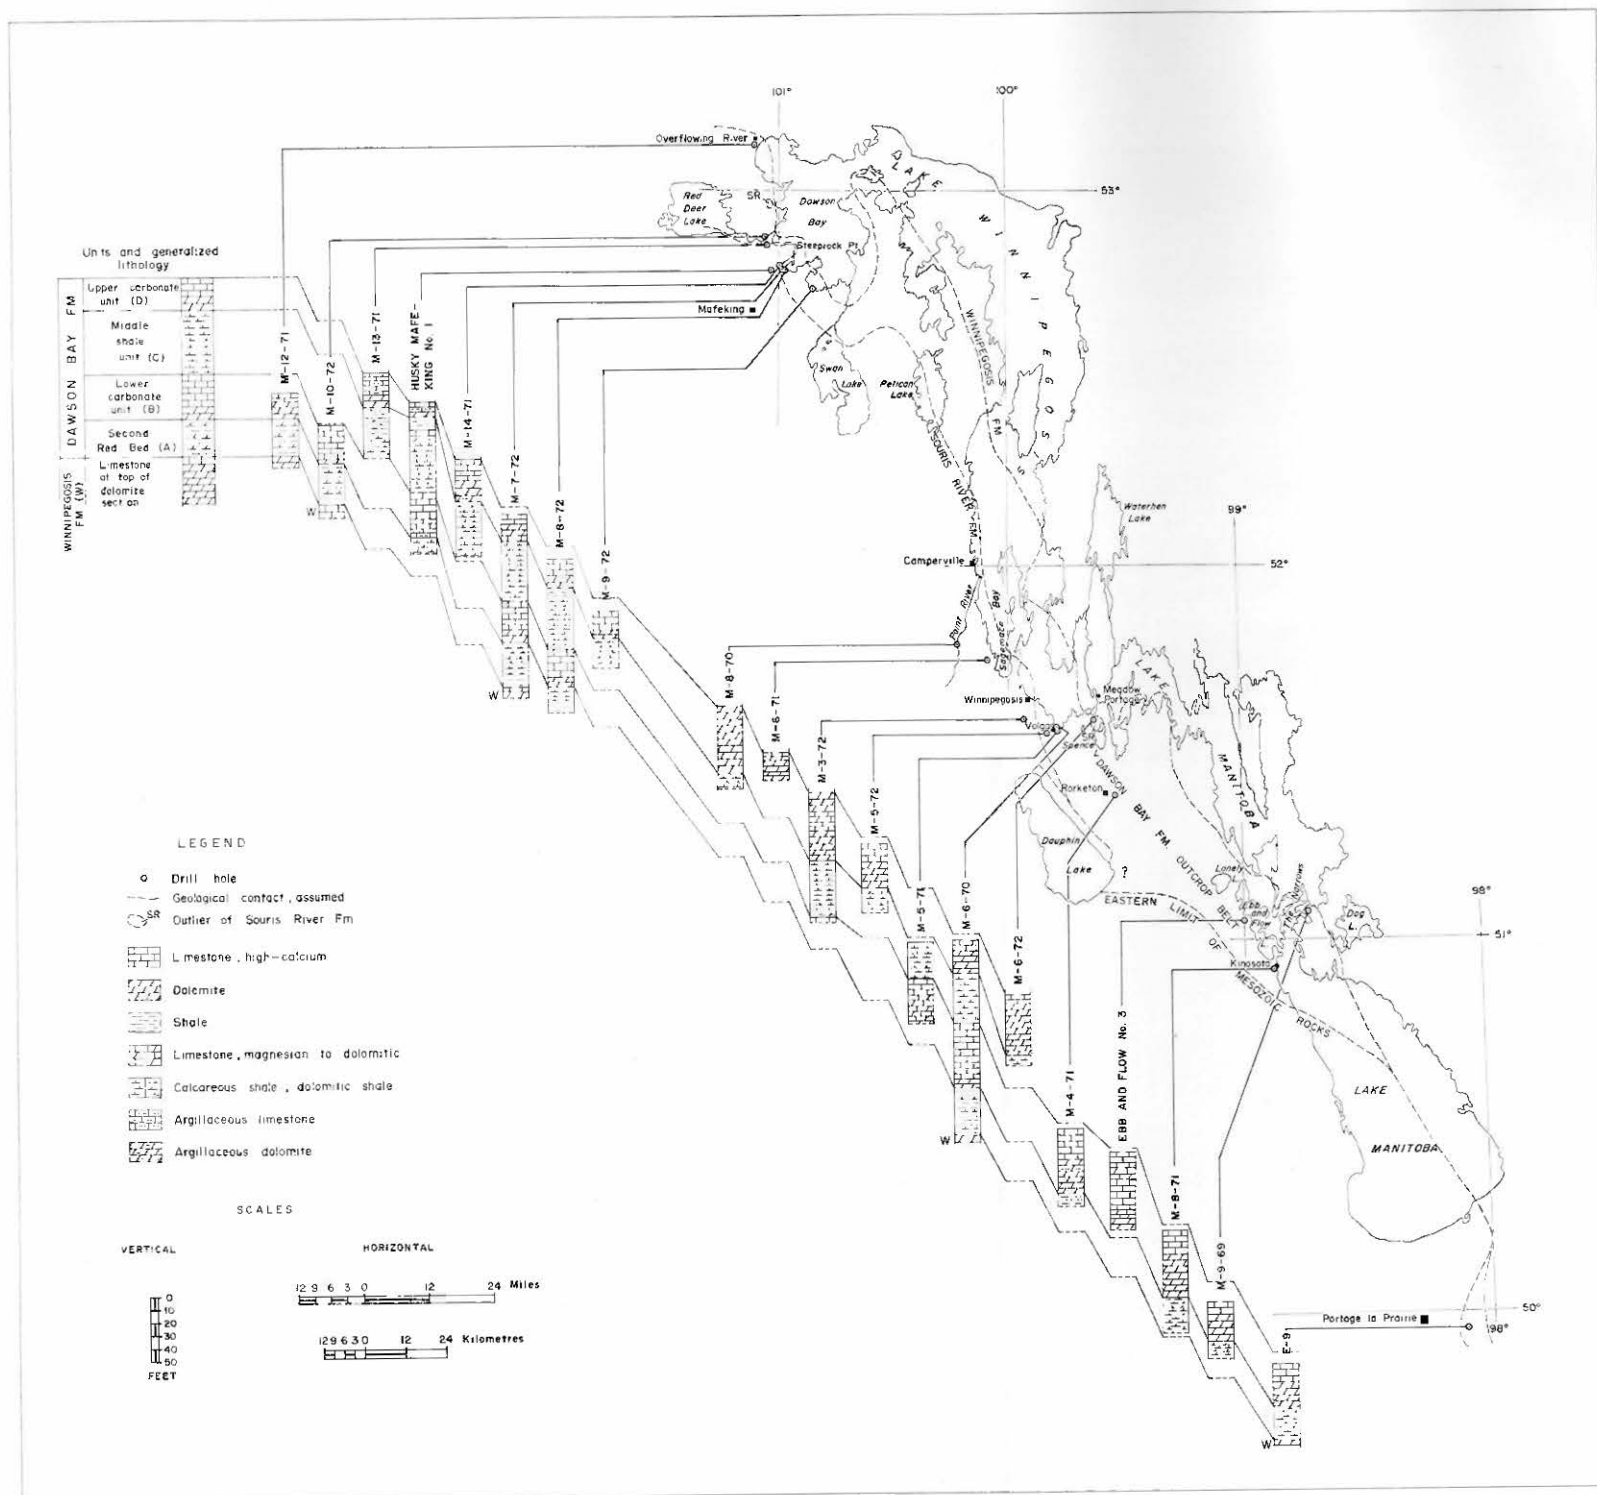 101°
100°
Overflowing River
LAKE
WINNIPEGOSIS
53°
Red
Deer
Lake
SR
Dawson
Bay
Steeprock Pt
Mafeking
Swan
Lake
Pelican
Lake
WINNIPEGOSIS FM
SOURIS RIVER FM
Waterhen
Lake
99°
Camperville
52°
Point River
Sagemace Bay
Winnipegosis
Meadow
Portage
Volga
SR
Spence
L
LAKE
MANITOBA
Rorketon
DAWSON BAY FM. OUTCROP BELT
Dauphin
Lake
?
Lonely
L
EASTERN LIMIT OF MESOZOIC ROCKS
Ebb
and
Flow
The Narrows
Dog
L.
98°
51°
Kinosota
LAKE
MANITOBA
Portage la Prairie
50°
98°
Units and generalized
lithology
DAWSON BAY FM
Upper carbonate
unit (D)
Middle
shale
unit (C)
Lower
carbonate
unit (B)
Second
Red Bed (A)
WINNIPEGOSIS
FM (W)
Limestone
at top of
dolomite
section
M-12-71
M-10-72
W
M-13-71
HUSKY MAFE-
KING No. 1
M-14-71
M-7-72
W
M-8-72
M-9-72
M-8-70
M-6-71
M-3-72
M-5-72
M-5-71
M-6-70
W
M-6-72
M-4-71
EBB AND FLOW No. 3
M-8-71
M-9-69
E-9
W
LEGEND
Drill hole
Geological contact, assumed
SR
Outlier of Souris River Fm
Limestone, high-calcium
Dolomite
Shale
Limestone, magnesian to dolomitic
Calcareous shale, dolomitic shale
Argillaceous limestone
Argillaceous dolomite
SCALES
VERTICAL
0
10
20
30
40
50
FEET
HORIZONTAL
12 9 6 3 0 12 24 Miles
12 9 6 3 0 12 24 Kilometres